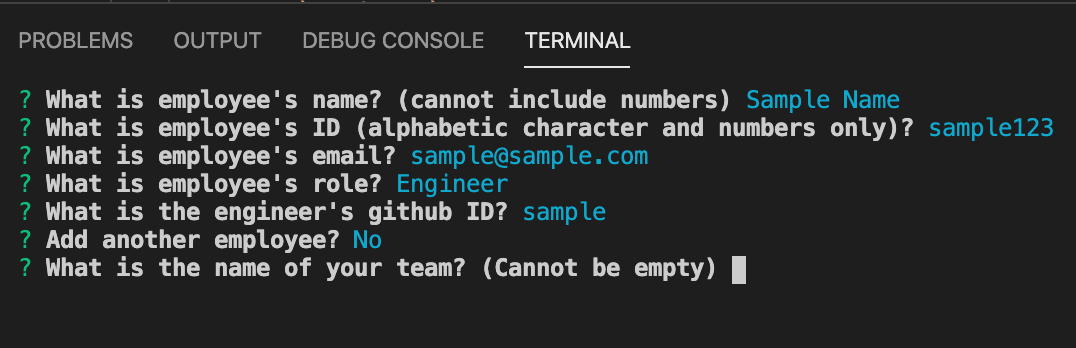 PROBLEMS OUTPUT DEBUG CONSOLE TERMINAL
? What is employee's name? (cannot include numbers) Sample Name
? What is employee's ID (alphabetic character and numbers only)? sample123
? What is employee's email? sample@sample.com
? What is employee's role? Engineer
? What is the engineer's github ID? sample
? Add another employee? No
? What is the name of your team? (Cannot be empty)